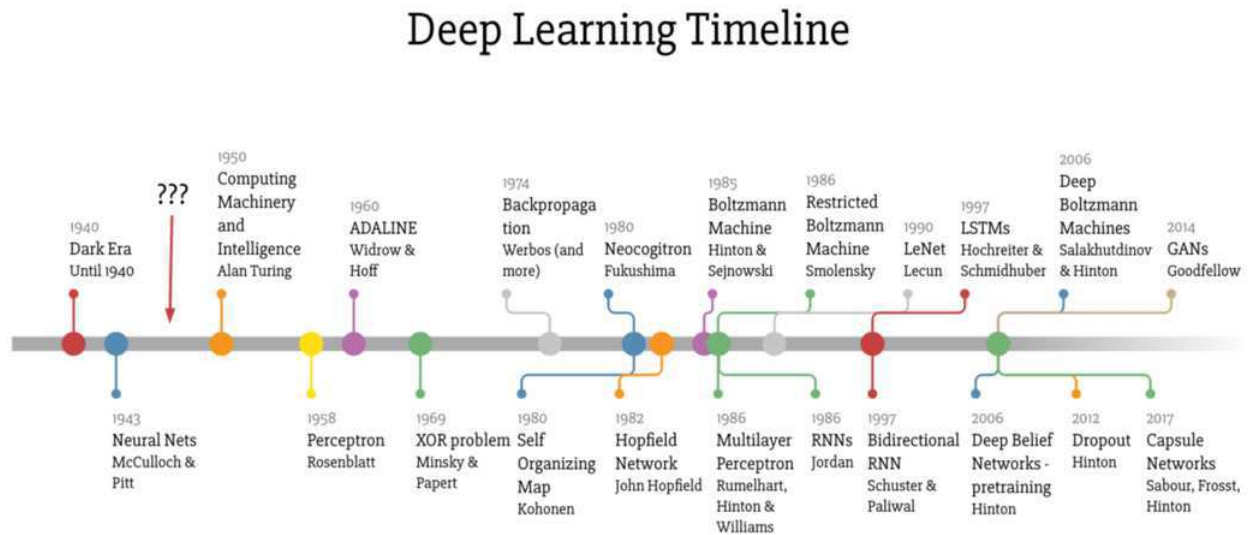 Deep Learning Timeline
???
1940
Dark Era
Until 1940
1950
Computing
Machinery
and
Intelligence
Alan Turing
1960
ADALINE
Widrow &
Hoff
1974
Backpropaga
tion
Werbos (and
more)
1980
Neocogitron
Fukushima
1985
Boltzmann
Machine
Hinton &
Sejnowski
1986
Restricted
Boltzmann
Machine
Smolensky
1990
LeNet
Lecun
1997
LSTMs
Hochreiter &
Schmidhuber
2006
Deep
Boltzmann
Machines
Salakhutdinov
& Hinton
2014
GANs
Goodfellow
1943
Neural Nets
McCulloch &
Pitt
1958
Perceptron
Rosenblatt
1969
XOR problem
Minsky &
Papert
1980
Self
Organizing
Map
Kohonen
1982
Hopfield
Network
John Hopfield
1986
Multilayer
Perceptron
Rumelhart,
Hinton &
Williams
1986
RNNs
Jordan
1997
Bidirectional
RNN
Schuster &
Paliwal
2006
Deep Belief
Networks -
pretraining
Hinton
2012
Dropout
Hinton
2017
Capsule
Networks
Sabour, Frosst,
Hinton